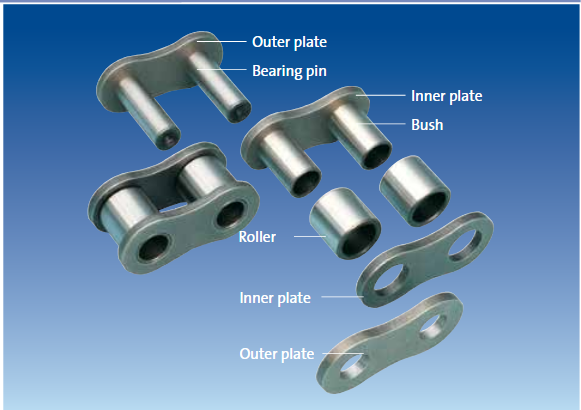 Outer plate
Bearing pin
Inner plate
Bush
Roller
Inner plate
Outer plate